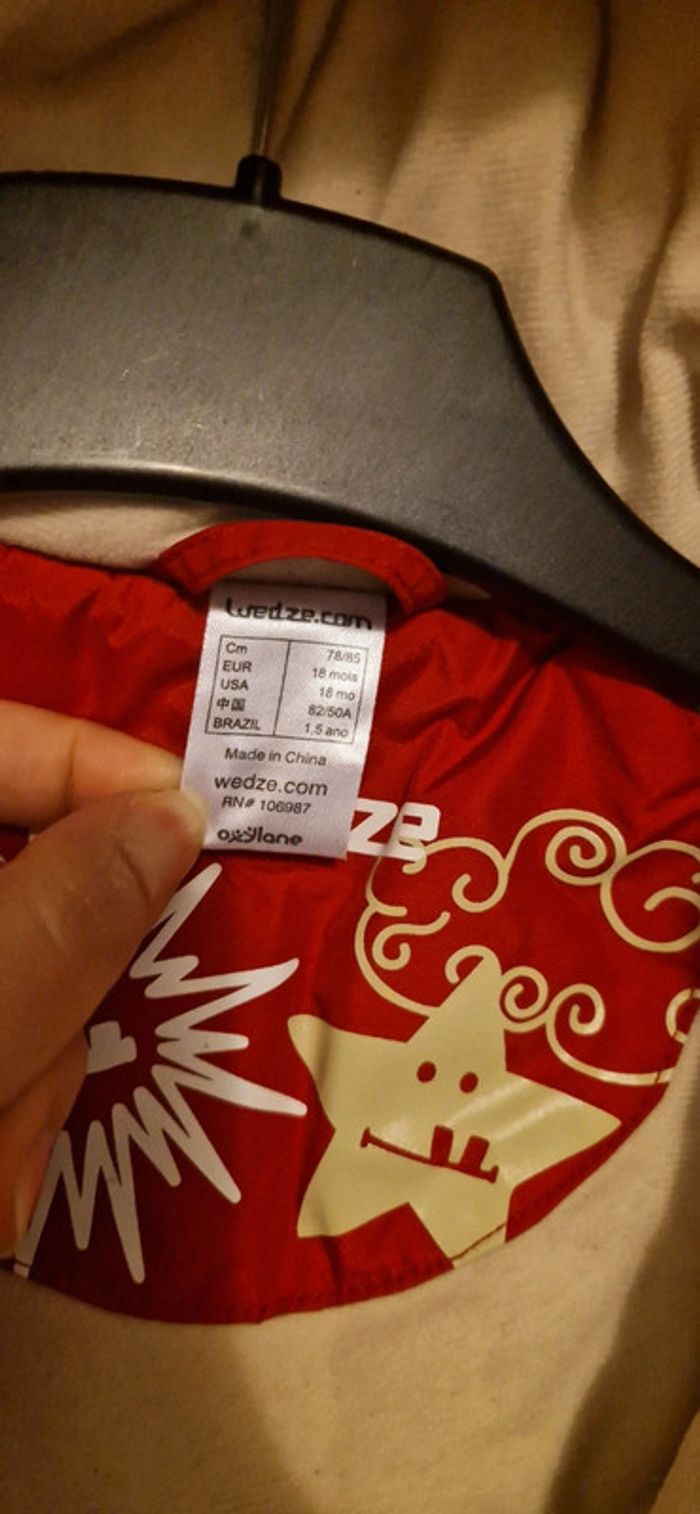 wedze.com
Cm 78/85
EUR 18 mois
USA 18 mo
中国 82/50A
BRAZIL 1,5 ano
Made in China
wedze.com
RN# 106987
oxylane
ze